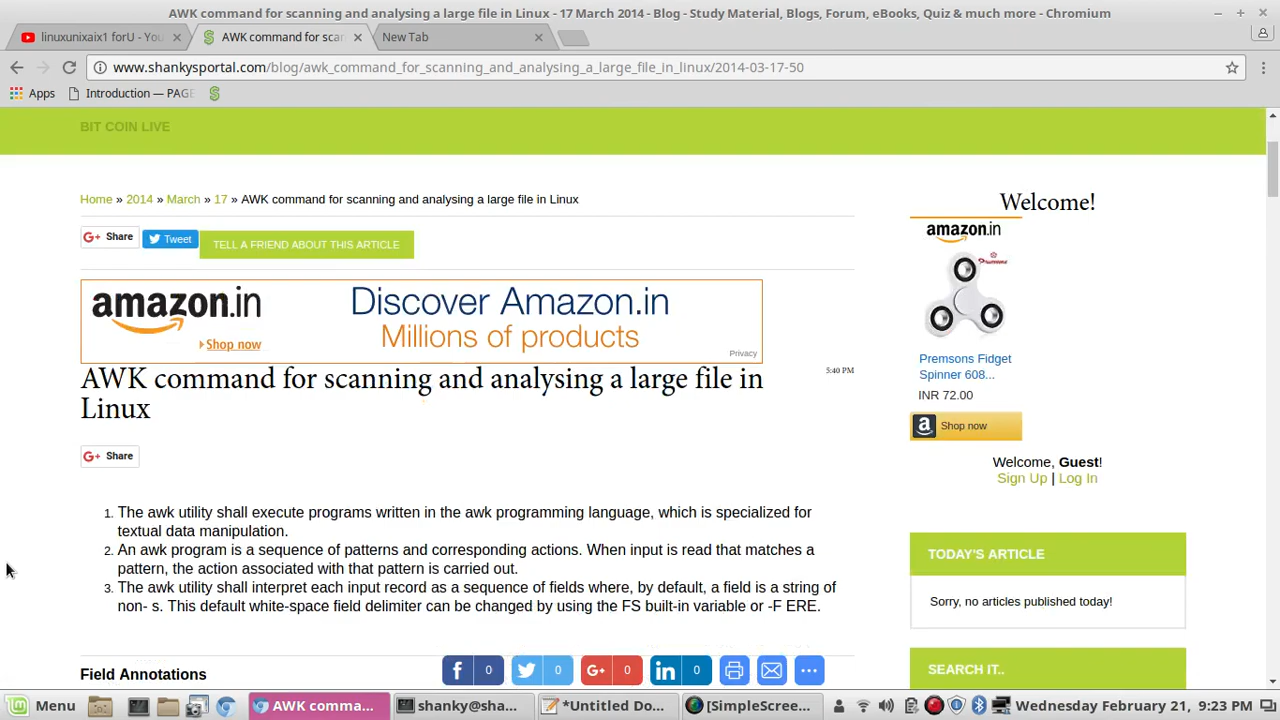 AWK command for scanning and analysing a large file in Linux - 17 March 2014 - Blog - Study Material, Blogs, Forum, eBooks, Quiz & much more - Chromium
linuxunixaix1 forU - You
AWK command for scan
New Tab
www.shankysportal.com/blog/awk_command_for_scanning_and_analysing_a_large_file_in_linux/2014-03-17-50
Apps
Introduction — PAGE
BIT COIN LIVE
Home » 2014 » March » 17 » AWK command for scanning and analysing a large file in Linux
G+ Share
Tweet
TELL A FRIEND ABOUT THIS ARTICLE
amazon.in
Shop now
Discover Amazon.in
Millions of products
Privacy
AWK command for scanning and analysing a large file in
Linux
5:40 PM
G+ Share
1. The awk utility shall execute programs written in the awk programming language, which is specialized for
textual data manipulation.
2. An awk program is a sequence of patterns and corresponding actions. When input is read that matches a
pattern, the action associated with that pattern is carried out.
3. The awk utility shall interpret each input record as a sequence of fields where, by default, a field is a string of
non- s. This default white-space field delimiter can be changed by using the FS built-in variable or -F ERE.
Field Annotations
f 0
0
G+ 0
in 0
Welcome!
amazon.in
Premsons Fidget
Spinner 608...
INR 72.00
a Shop now
Welcome, Guest!
Sign Up | Log In
TODAY'S ARTICLE
Sorry, no articles published today!
SEARCH IT..
Menu
AWK comma...
shanky@sha...
*Untitled Do...
[SimpleScree...
Wednesday February 21, 9:23 PM